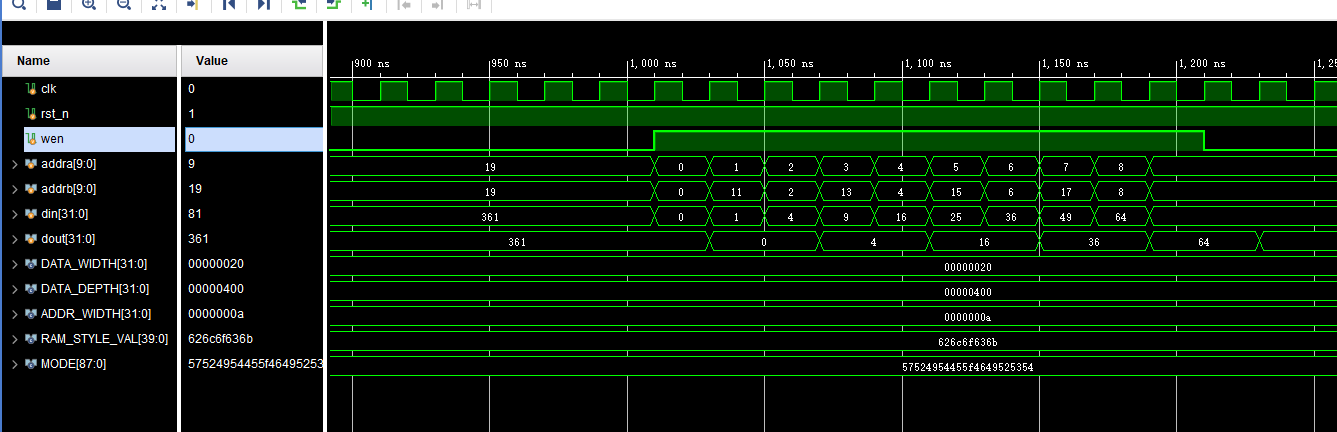 Name Value
900 ns 950 ns 1,000 ns 1,050 ns 1,100 ns 1,150 ns 1,200 ns 1,25
clk 0
rst_n 1
wen 0
addra[9:0] 9 19 0 1 2 3 4 5 6 7 8
addrb[9:0] 19 19 0 11 2 13 4 15 6 17 8
din[31:0] 81 361 0 1 4 9 16 25 36 49 64
dout[31:0] 361 361 0 4 16 36 64
DATA_WIDTH[31:0] 00000020 00000020
DATA_DEPTH[31:0] 00000400 00000400
ADDR_WIDTH[31:0] 0000000a 0000000a
RAM_STYLE_VAL[39:0] 626c6f636b 626c6f636b
MODE[87:0] 57524954455f46495253 57524954455f4649525354